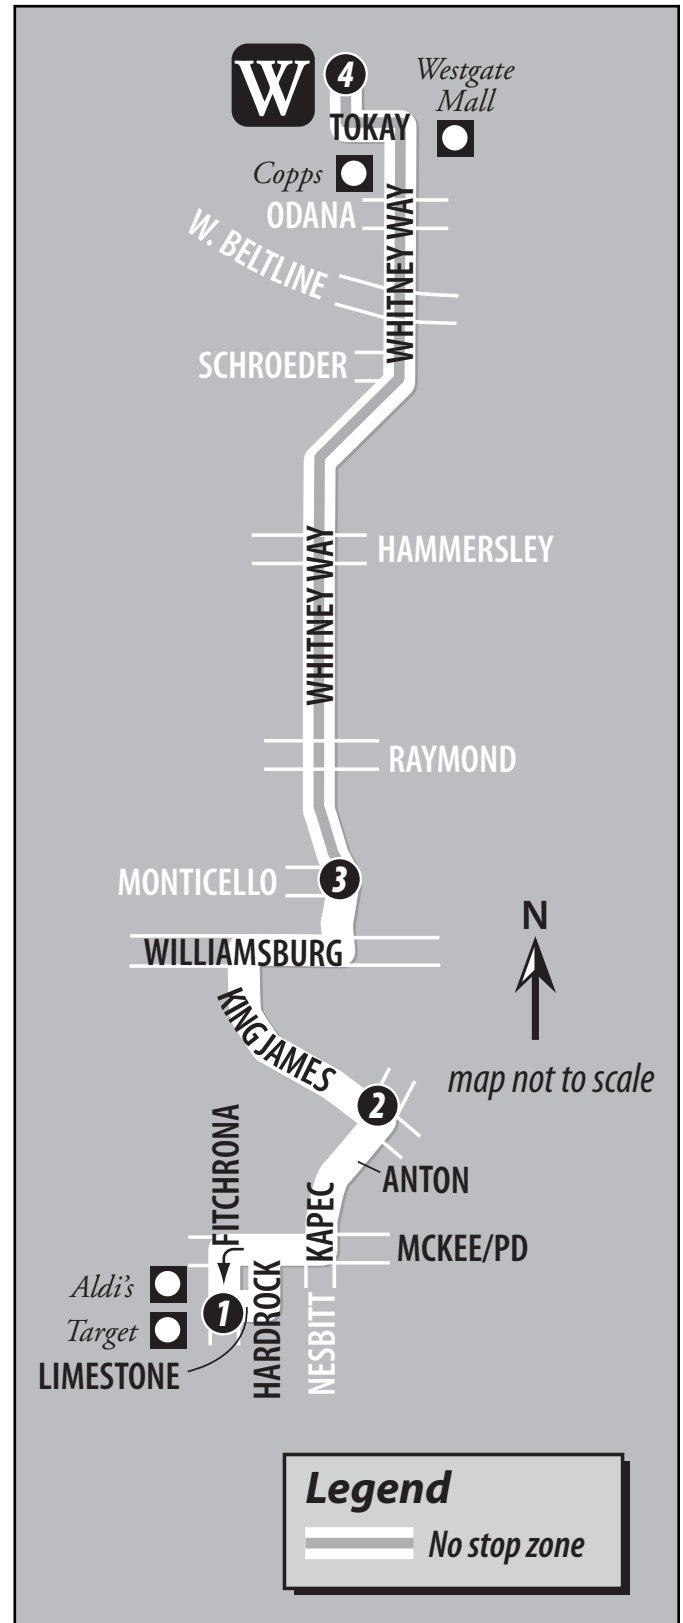 W
4
Westgate
Mall
TOKAY
Copps
ODANA
W. BELTLINE
WHITNEY WAY
SCHROEDER
HAMMERSLEY
WHITNEY WAY
RAYMOND
MONTICELLO
3
N
WILLIAMSBURG
KING JAMES
map not to scale
2
FITCHRONA
ANTON
KAPEC
MCKEE/PD
Aldi's
1
HARDROCK
NESBITT
Target
LIMESTONE
Legend
No stop zone